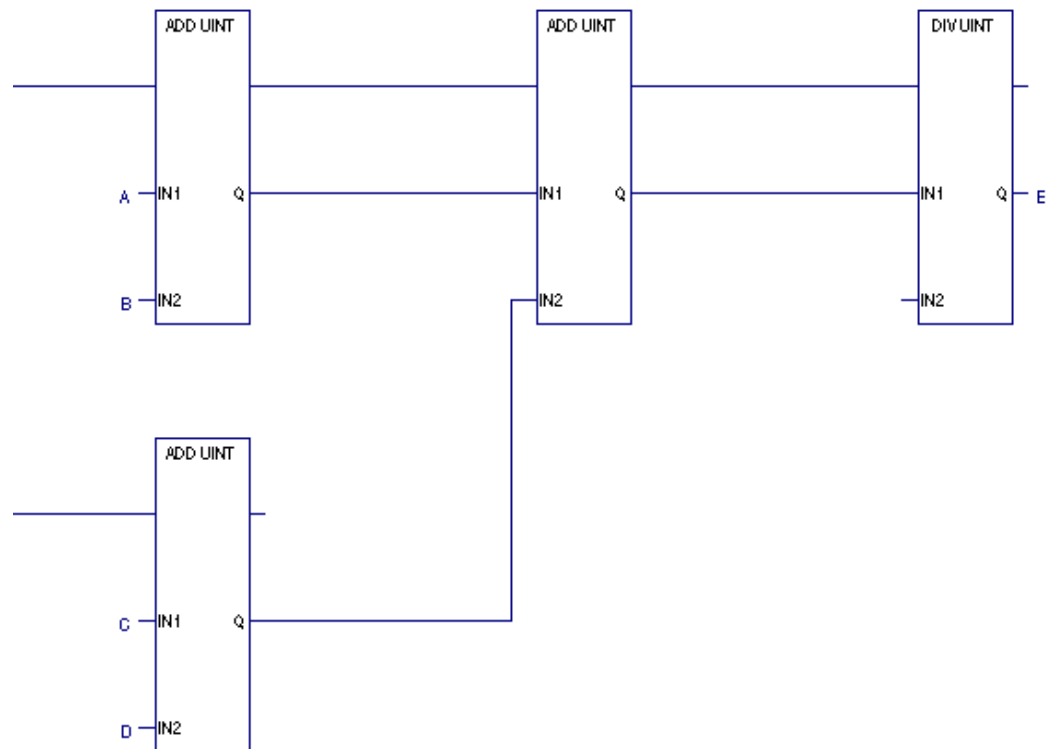 ADD UINT ADD UINT DIV UINT
A IN1 Q IN1 Q IN1 Q E
B IN2 IN2 IN2
ADD UINT
C IN1 Q
D IN2